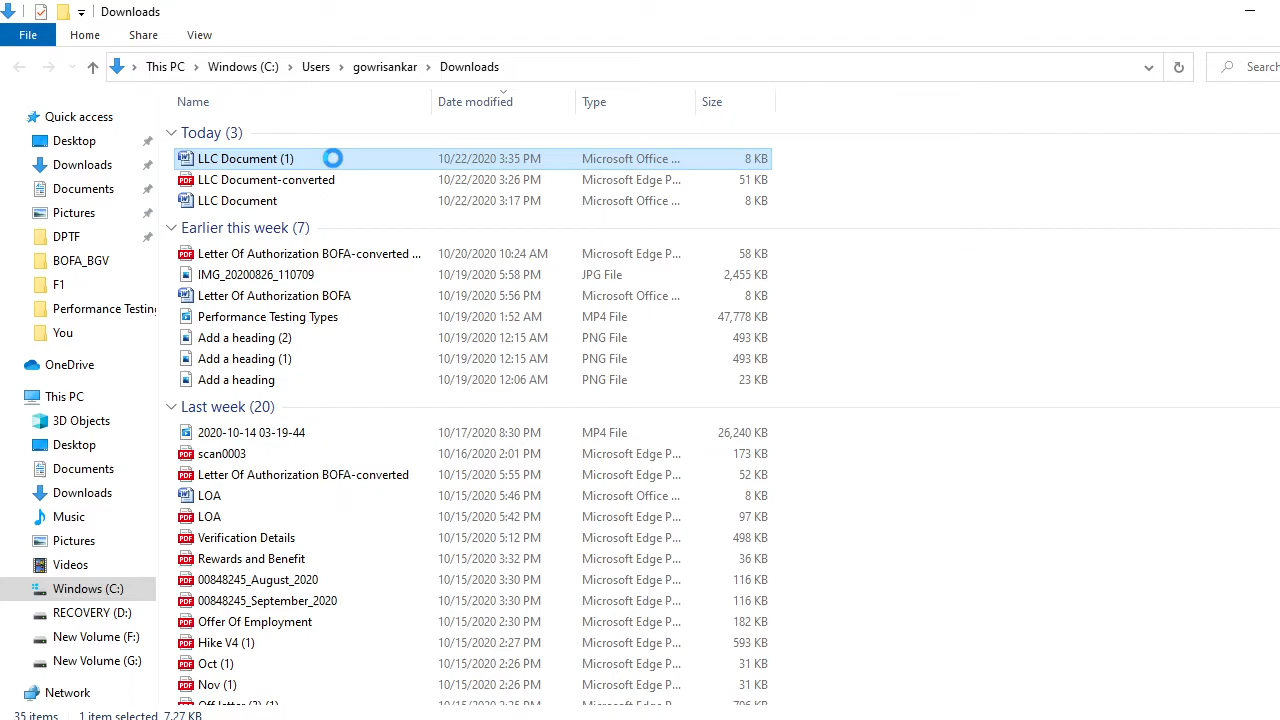 Downloads
File Home Share View
This PC Windows (C:) Users gowrisankar Downloads Search
Name Date modified Type Size
Quick access
Desktop
Downloads
Documents
Pictures
DPTF
BOFA_BGV
F1
Performance Testing
You
OneDrive
This PC
3D Objects
Desktop
Documents
Downloads
Music
Pictures
Videos
Windows (C:)
RECOVERY (D:)
New Volume (F:)
New Volume (G:)
Network
Today (3)
LLC Document (1) 10/22/2020 3:35 PM Microsoft Office ... 8 KB
LLC Document-converted 10/22/2020 3:26 PM Microsoft Edge P... 51 KB
LLC Document 10/22/2020 3:17 PM Microsoft Office ... 8 KB
Earlier this week (7)
Letter Of Authorization BOFA-converted ... 10/20/2020 10:24 AM Microsoft Edge P... 58 KB
IMG_20200826_110709 10/19/2020 5:58 PM JPG File 2,455 KB
Letter Of Authorization BOFA 10/19/2020 5:56 PM Microsoft Office ... 8 KB
Performance Testing Types 10/19/2020 1:52 AM MP4 File 47,778 KB
Add a heading (2) 10/19/2020 12:15 AM PNG File 493 KB
Add a heading (1) 10/19/2020 12:15 AM PNG File 493 KB
Add a heading 10/19/2020 12:06 AM PNG File 23 KB
Last week (20)
2020-10-14 03-19-44 10/17/2020 8:30 PM MP4 File 26,240 KB
scan0003 10/16/2020 2:01 PM Microsoft Edge P... 173 KB
Letter Of Authorization BOFA-converted 10/15/2020 5:55 PM Microsoft Edge P... 52 KB
LOA 10/15/2020 5:46 PM Microsoft Office ... 8 KB
LOA 10/15/2020 5:42 PM Microsoft Edge P... 97 KB
Verification Details 10/15/2020 5:12 PM Microsoft Edge P... 498 KB
Rewards and Benefit 10/15/2020 3:32 PM Microsoft Edge P... 36 KB
00848245_August_2020 10/15/2020 3:30 PM Microsoft Edge P... 116 KB
00848245_September_2020 10/15/2020 3:30 PM Microsoft Edge P... 116 KB
Offer Of Employment 10/15/2020 2:30 PM Microsoft Edge P... 182 KB
Hike V4 (1) 10/15/2020 2:27 PM Microsoft Edge P... 593 KB
Oct (1) 10/15/2020 2:26 PM Microsoft Edge P... 31 KB
Nov (1) 10/15/2020 2:26 PM Microsoft Edge P... 31 KB
35 items 1 item selected 7.27 KB